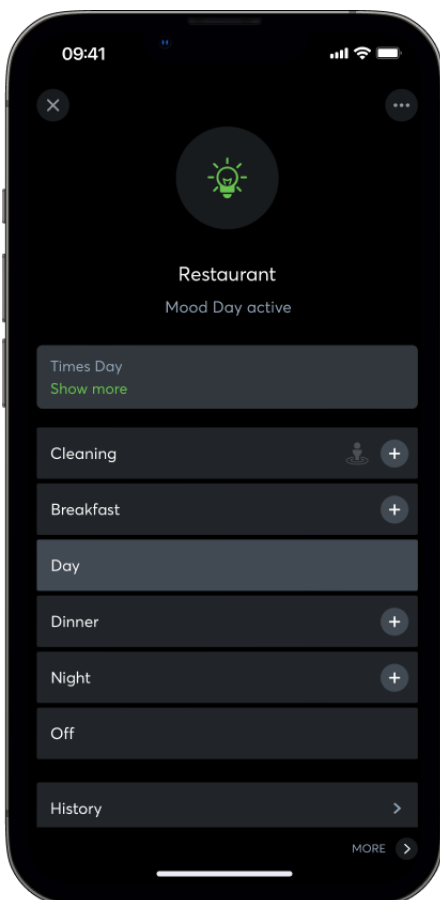 09:41
Restaurant
Mood Day active
Times Day
Show more
Cleaning
Breakfast
Day
Dinner
Night
Off
History
MORE